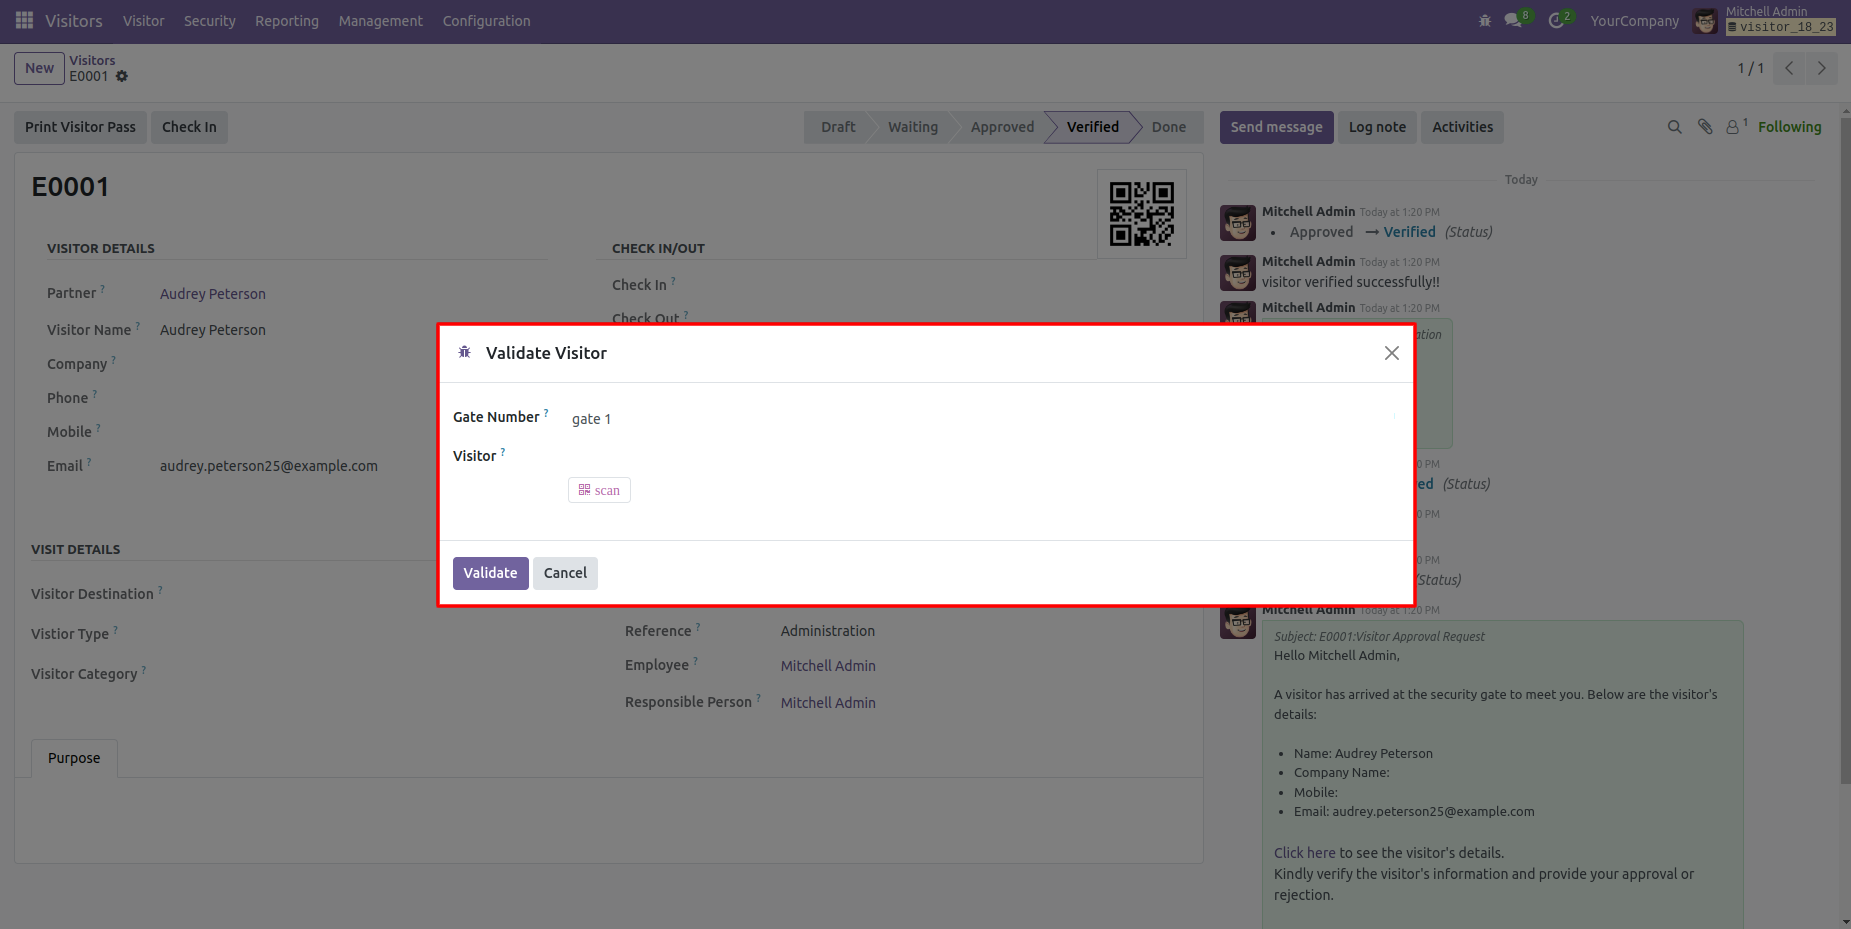 Visitors Visitor Security Reporting Management Configuration 8 2 YourCompany Mitchell Admin
visitor_18_23
New Visitors
E0001
1 / 1
Print Visitor Pass Check In Draft Waiting Approved Verified Done Send message Log note Activities 1 Following
E0001
VISITOR DETAILS
Partner ? Audrey Peterson
Visitor Name ? Audrey Peterson
Company ?
Phone ?
Mobile ?
Email ? audrey.peterson25@example.com
CHECK IN/OUT
Check In ?
Check Out ?
Validate Visitor
Gate Number ? gate 1
Visitor ?
scan
Validate Cancel
VISIT DETAILS
Visitor Destination ?
Vistior Type ?
Visitor Category ?
Reference ? Administration
Employee ? Mitchell Admin
Responsible Person ? Mitchell Admin
Purpose
Today
Mitchell Admin Today at 1:20 PM
• Approved → Verified (Status)
Mitchell Admin Today at 1:20 PM
visitor verified successfully!!
Mitchell Admin Today at 1:20 PM
ation
0 PM
ed (Status)
0 PM
0 PM
(Status)
Mitchell Admin Today at 1:20 PM
Subject: E0001:Visitor Approval Request
Hello Mitchell Admin,
A visitor has arrived at the security gate to meet you. Below are the visitor's
details:
• Name: Audrey Peterson
• Company Name:
• Mobile:
• Email: audrey.peterson25@example.com
Click here to see the visitor's details.
Kindly verify the visitor's information and provide your approval or
rejection.